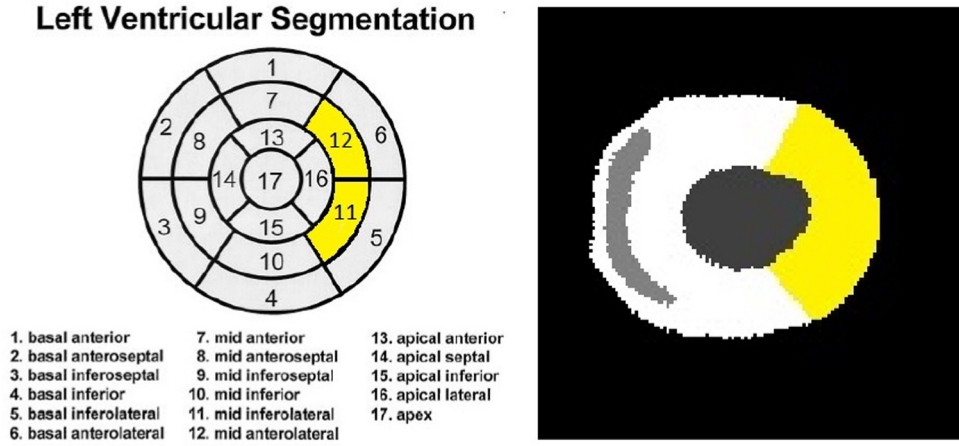 Left Ventricular Segmentation
1
7
2
8
12
6
13
14
17
16
3
9
15
11
5
10
4
1. basal anterior
2. basal anteroseptal
3. basal inferoseptal
4. basal inferior
5. basal inferolateral
6. basal anterolateral
7. mid anterior
8. mid anteroseptal
9. mid inferoseptal
10. mid inferior
11. mid inferolateral
12. mid anterolateral
13. apical anterior
14. apical septal
15. apical inferior
16. apical lateral
17. apex